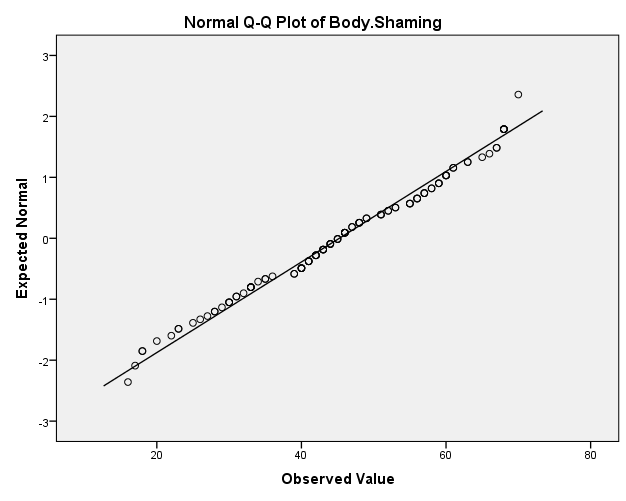 Normal Q-Q Plot of Body.Shaming
3
2
1
0
-1
-2
-3
Expected Normal
20 40 60 80
Observed Value